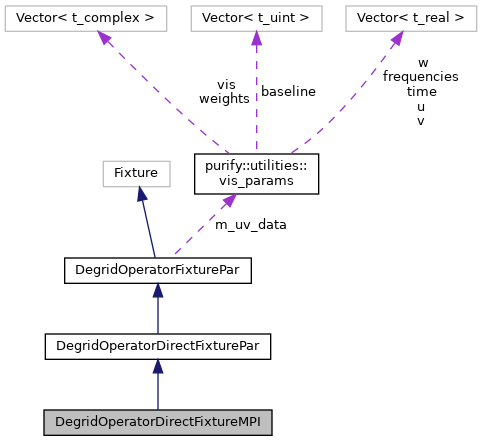 Vector< t_complex >
Vector< t_uint >
Vector< t_real >
vis
weights
baseline
w
frequencies
time
u
v
Fixture
purify::utilities::
vis_params
m_uv_data
DegridOperatorFixturePar
DegridOperatorDirectFixturePar
DegridOperatorDirectFixtureMPI